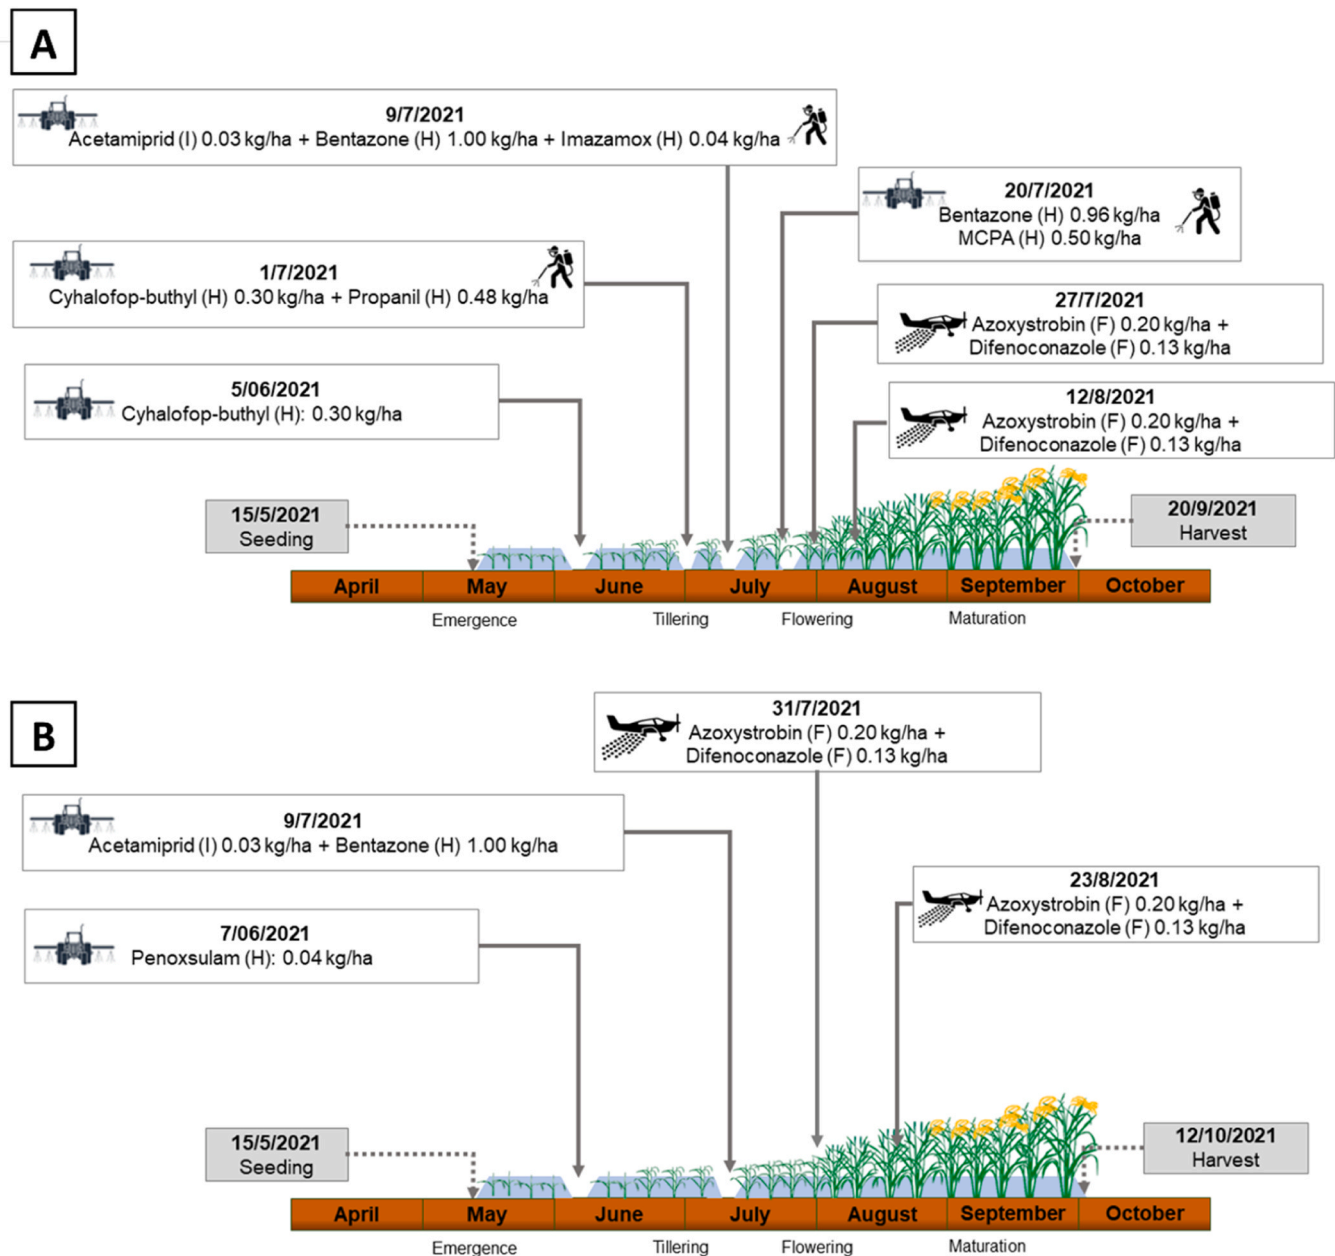 A
9/7/2021
Acetamiprid (I) 0.03 kg/ha + Bentazone (H) 1.00 kg/ha + Imazamox (H) 0.04 kg/ha
20/7/2021
Bentazone (H) 0.96 kg/ha
MCPA (H) 0.50 kg/ha
1/7/2021
Cyhalofop-buthyl (H) 0.30 kg/ha + Propanil (H) 0.48 kg/ha
27/7/2021
Azoxystrobin (F) 0.20 kg/ha +
Difenoconazole (F) 0.13 kg/ha
5/06/2021
Cyhalofop-buthyl (H): 0.30 kg/ha
12/8/2021
Azoxystrobin (F) 0.20 kg/ha +
Difenoconazole (F) 0.13 kg/ha
15/5/2021
Seeding
20/9/2021
Harvest
April May June July August September October
Emergence Tillering Flowering Maturation
B
31/7/2021
Azoxystrobin (F) 0.20 kg/ha +
Difenoconazole (F) 0.13 kg/ha
9/7/2021
Acetamiprid (I) 0.03 kg/ha + Bentazone (H) 1.00 kg/ha
23/8/2021
Azoxystrobin (F) 0.20 kg/ha +
Difenoconazole (F) 0.13 kg/ha
7/06/2021
Penoxsulam (H): 0.04 kg/ha
15/5/2021
Seeding
12/10/2021
Harvest
April May June July August September October
Emergence Tillering Flowering Maturation